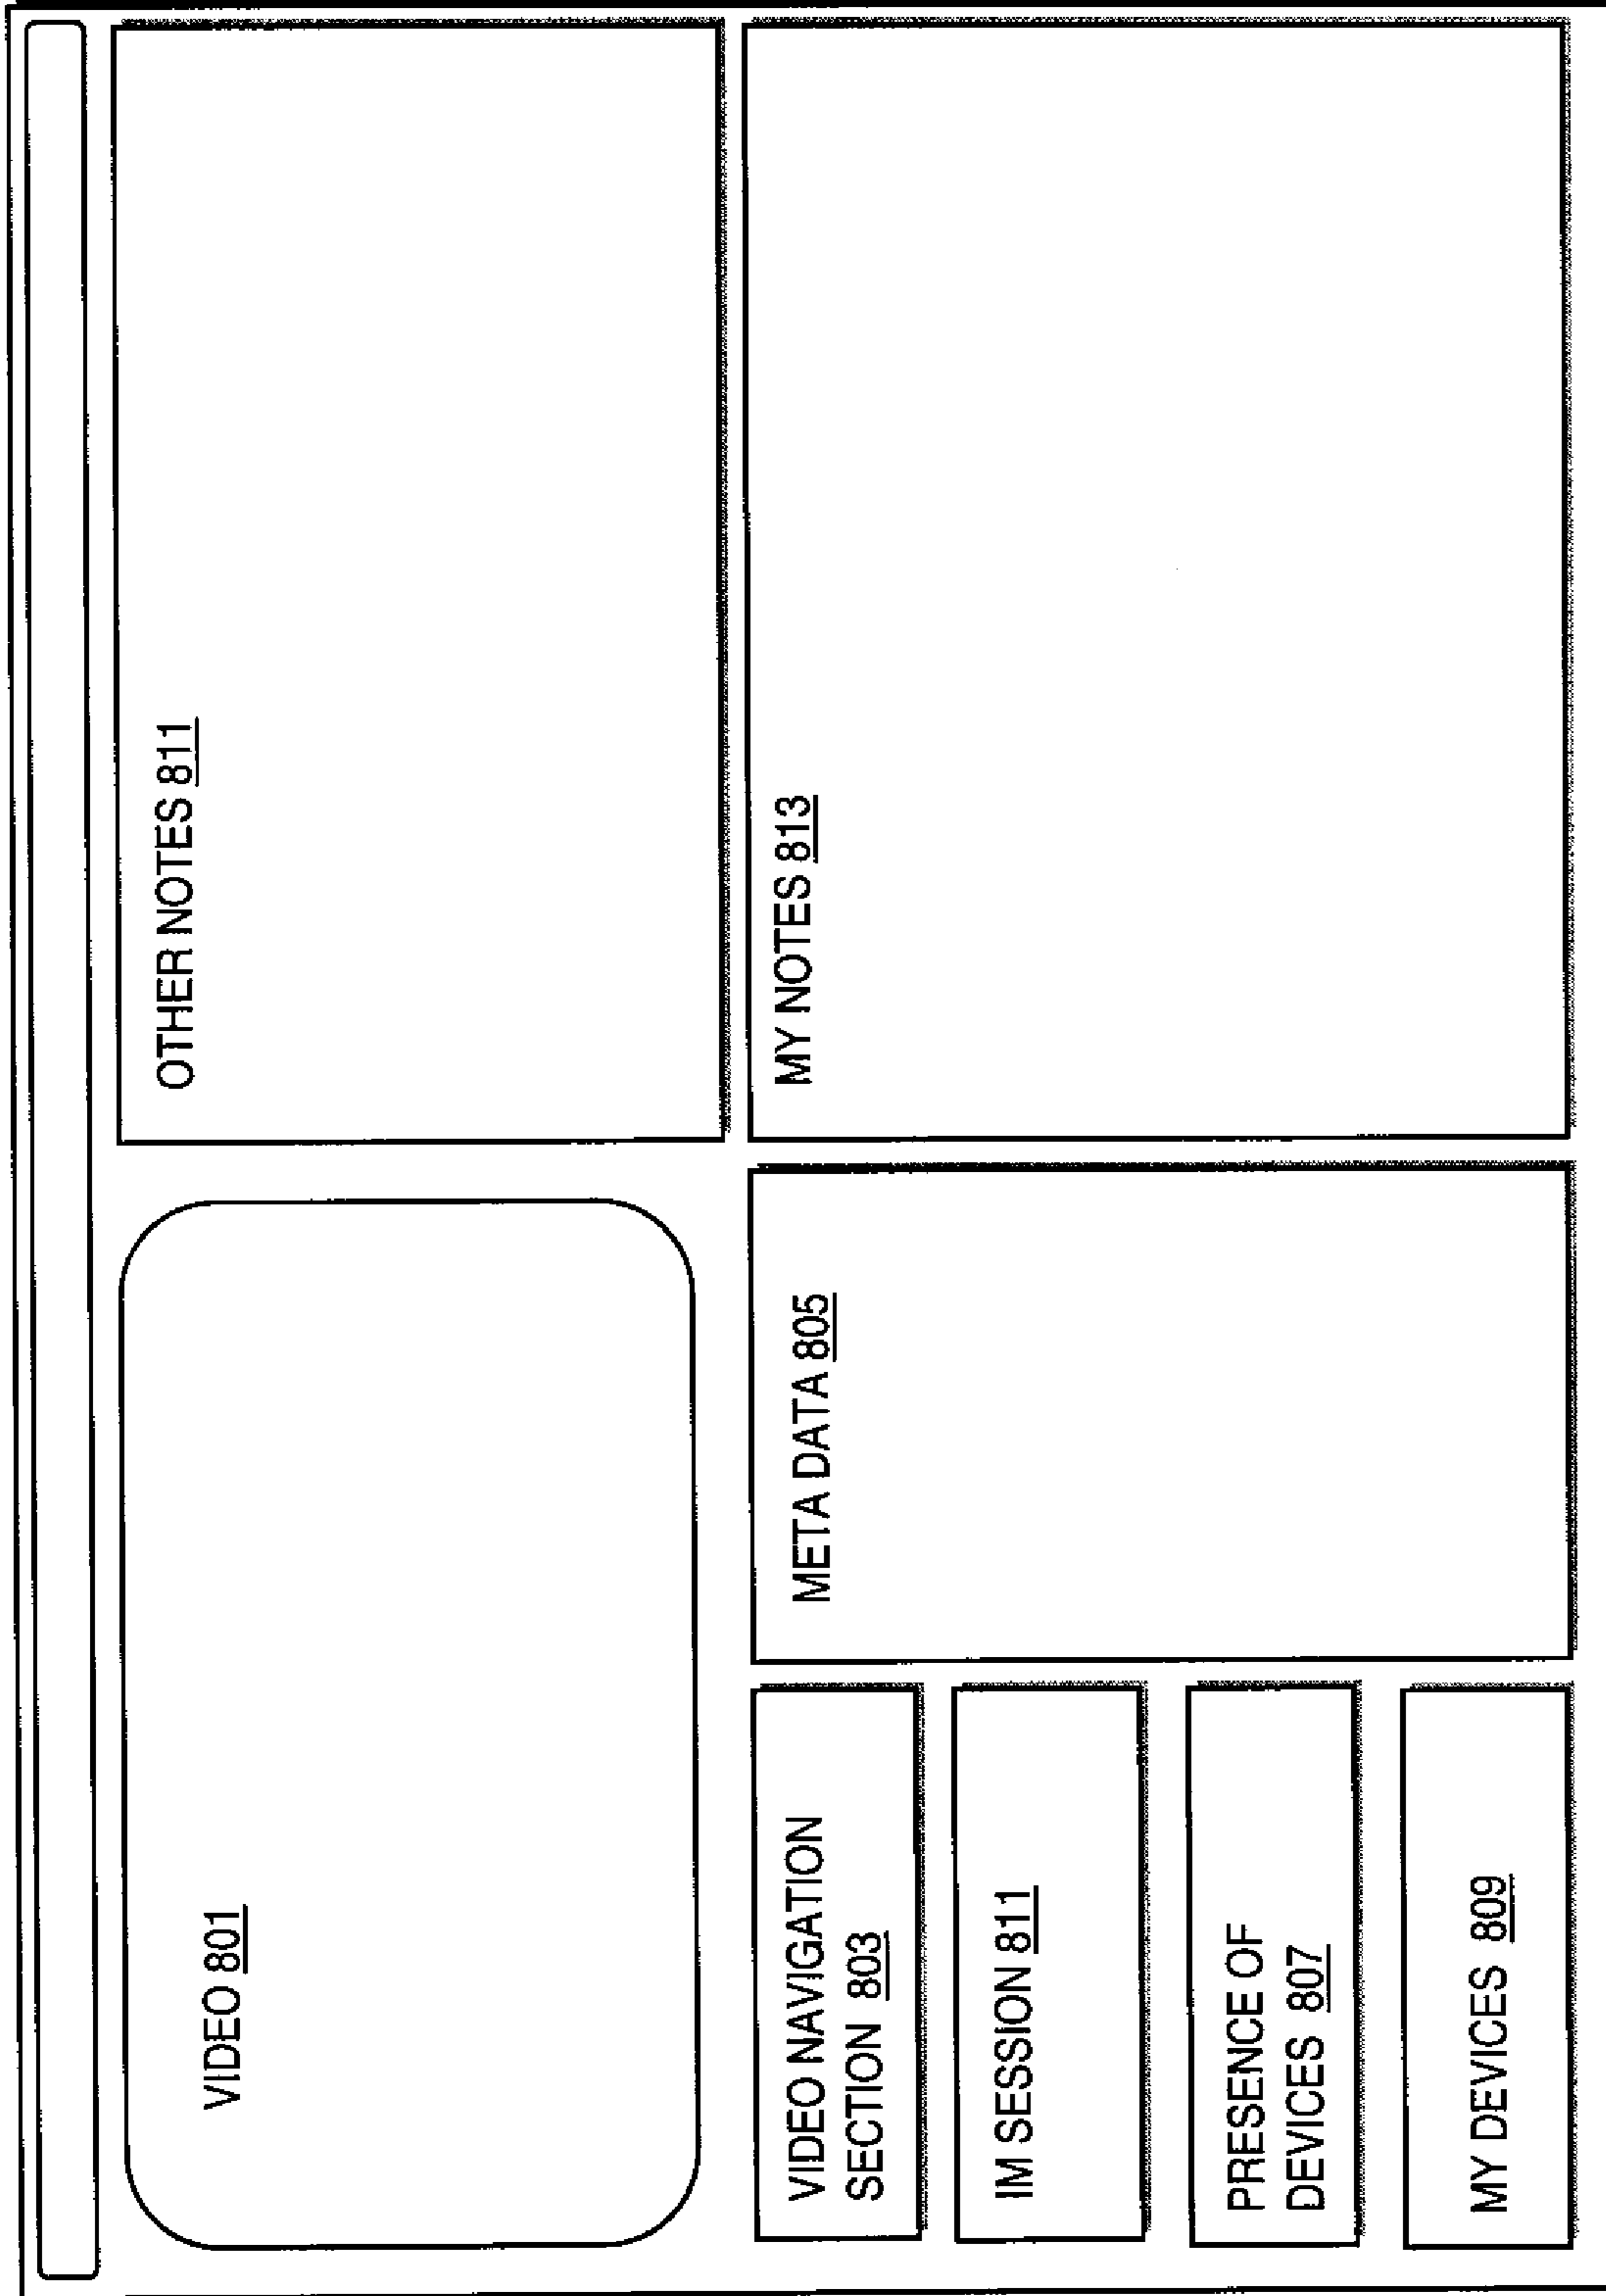 VIDEO 801
OTHER NOTES 811
VIDEO NAVIGATION
SECTION 803
IM SESSION 811
PRESENCE OF
DEVICES 807
MY DEVICES 809
META DATA 805
MY NOTES 813